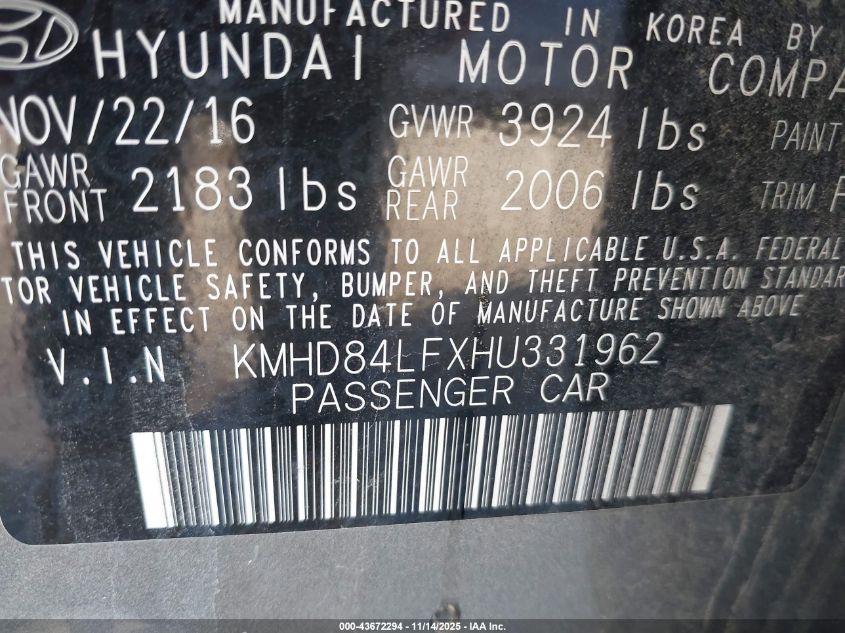 MANUFACTURED IN KOREA BY
HYUNDAI MOTOR COMPA
NOV/22/16 GVWR 3924 lbs PAINT
GAWR FRONT 2183 lbs GAWR REAR 2006 lbs TRIM F
THIS VEHICLE CONFORMS TO ALL APPLICABLE U.S.A. FEDERAL
TOR VEHICLE SAFETY, BUMPER, AND THEFT PREVENTION STANDAR
IN EFFECT ON THE DATE OF MANUFACTURE SHOWN ABOVE
V.I.N KMHD84LFXHU331962
PASSENGER CAR
000-43672294 - 11/14/2025 - IAA Inc.